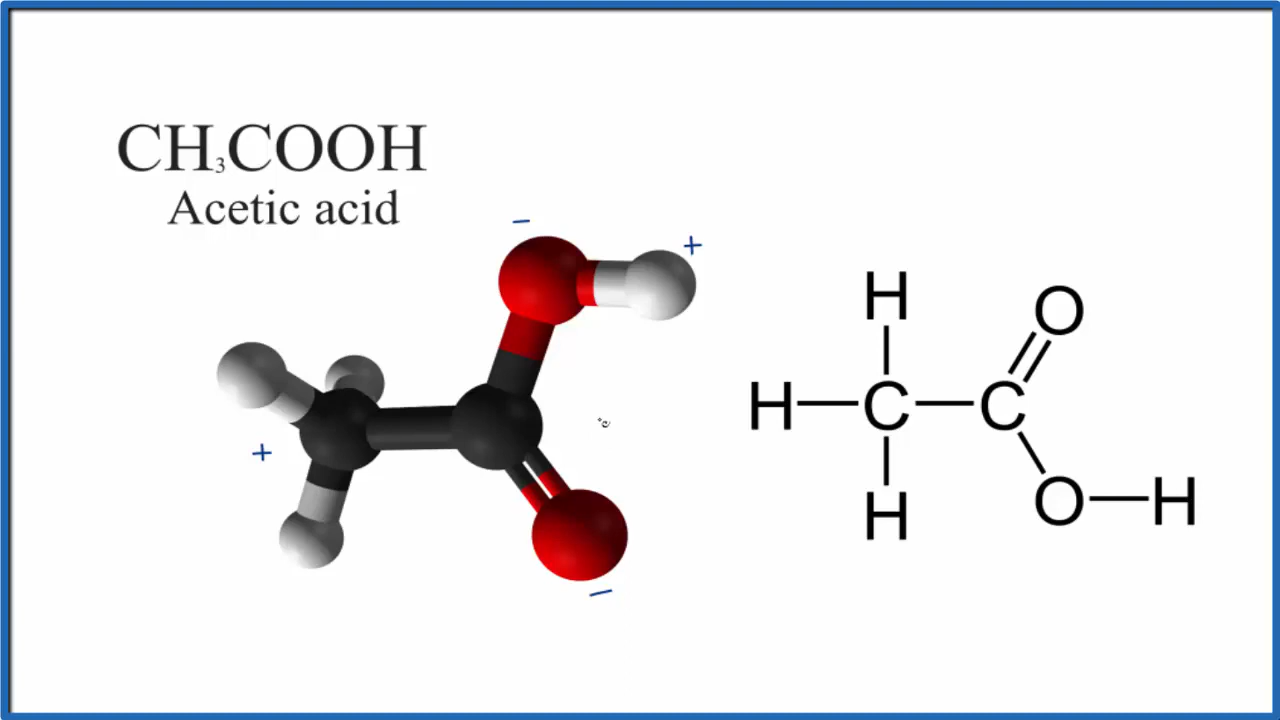 CH₃COOH
Acetic acid
−
+
+
−
H
O
H C C
H
O H